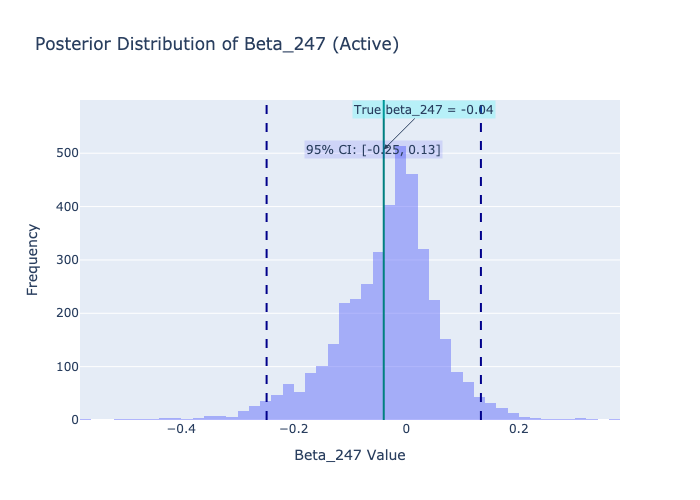 Posterior Distribution of Beta_247 (Active)
True beta_247 = -0.04
95% CI: [-0.25, 0.13]
500
400
300
200
100
0
Frequency
−0.4
−0.2
0
0.2
Beta_247 Value